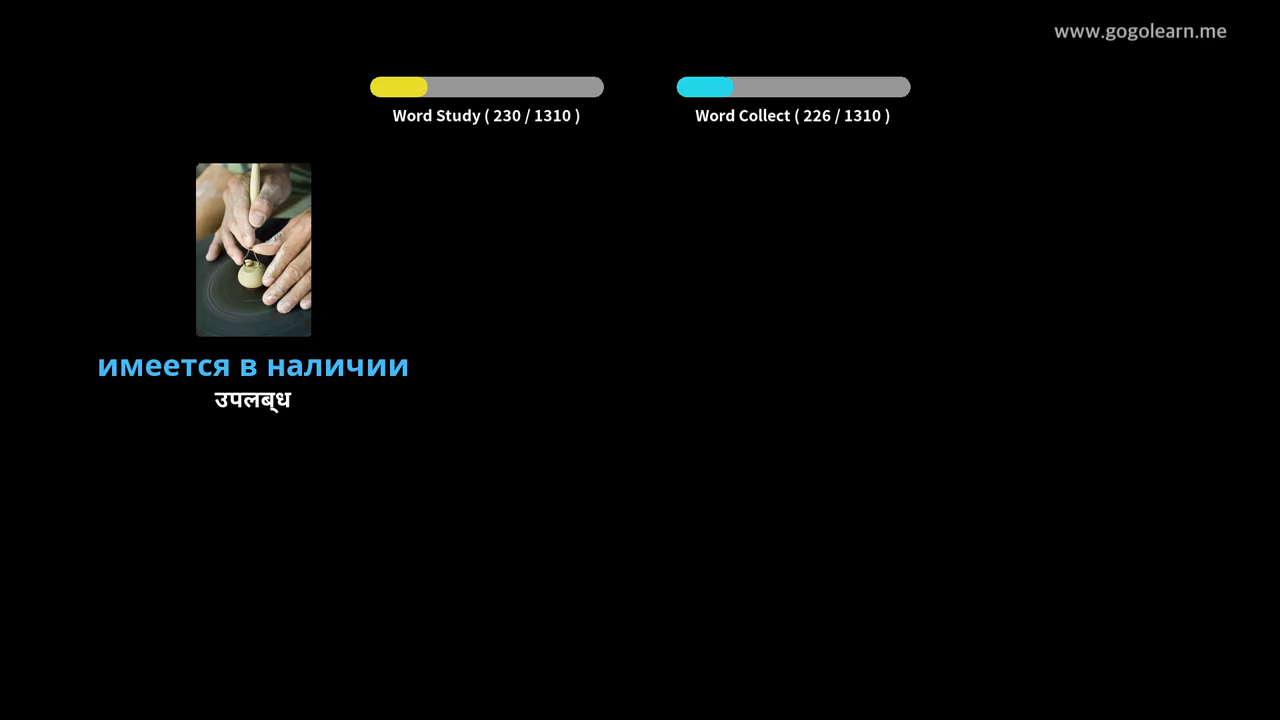 www.gogolearn.me
Word Study ( 230 / 1310 )
Word Collect ( 226 / 1310 )
имеется в наличии
उपलब्ध